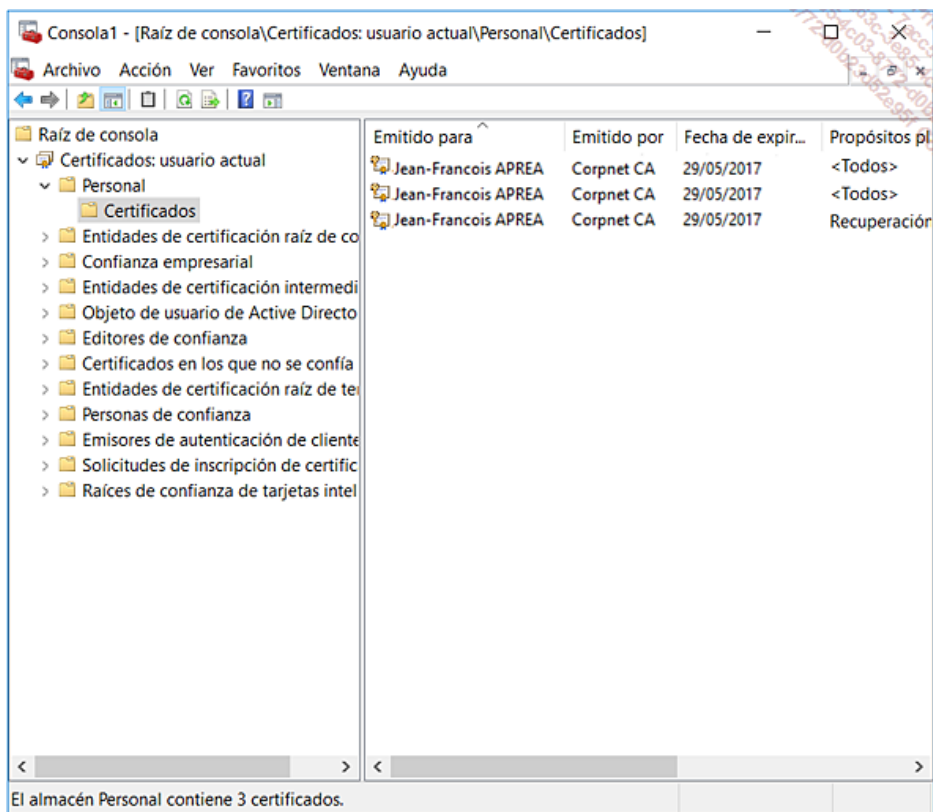 Consola1 - [Raíz de consola\Certificados: usuario actual\Personal\Certificados]
Archivo Acción Ver Favoritos Ventana Ayuda
Raíz de consola
Certificados: usuario actual
Personal
Certificados
Entidades de certificación raíz de co
Confianza empresarial
Entidades de certificación intermedi
Objeto de usuario de Active Directo
Editores de confianza
Certificados en los que no se confía
Entidades de certificación raíz de te
Personas de confianza
Emisores de autenticación de cliente
Solicitudes de inscripción de certific
Raíces de confianza de tarjetas intel
Emitido para Emitido por Fecha de expir... Propósitos pl
Jean-Francois APREA Corpnet CA 29/05/2017 <Todos>
Jean-Francois APREA Corpnet CA 29/05/2017 <Todos>
Jean-Francois APREA Corpnet CA 29/05/2017 Recuperación
El almacén Personal contiene 3 certificados.